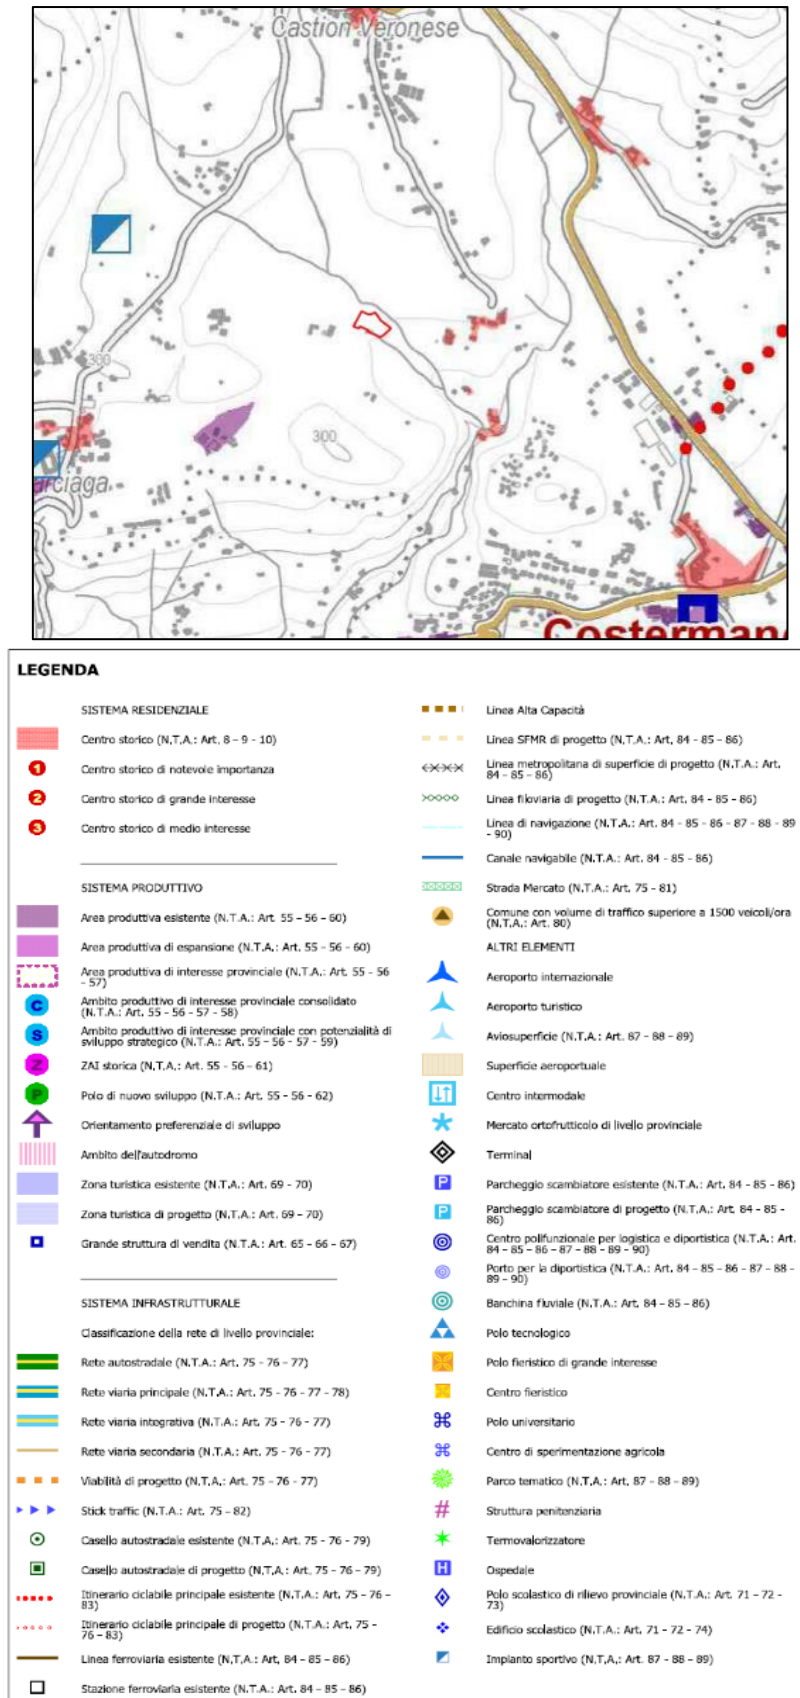 Castion Veronese
300
300
arciaga
Costerman
LEGENDA
SISTEMA RESIDENZIALE
Centro storico (N.T.A.: Art. 8 - 9 - 10)
1
Centro storico di notevole importanza
2
Centro storico di grande interesse
3
Centro storico di medio interesse
SISTEMA PRODUTTIVO
Area produttiva esistente (N.T.A.: Art. 55 - 56 - 60)
Area produttiva di espansione (N.T.A.: Art. 55 - 56 - 60)
Area produttiva di interesse provinciale (N.T.A.: Art. 55 - 56
- 57)
C
Ambito produttivo di interesse provinciale consolidato
(N.T.A.: Art. 55 - 56 - 57 - 58)
S
Ambito produttivo di interesse provinciale con potenzialità di
sviluppo strategico (N.T.A.: Art. 55 - 56 - 57 - 59)
Z
ZAI storica (N.T.A.: Art. 55 - 56 - 61)
P
Polo di nuovo sviluppo (N.T.A.: Art. 55 - 56 - 62)
Orientamento preferenziale di sviluppo
Ambito dell'autodromo
Zona turistica esistente (N.T.A.: Art. 69 - 70)
Zona turistica di progetto (N.T.A.: Art. 69 - 70)
Grande struttura di vendita (N.T.A.: Art. 65 - 66 - 67)
SISTEMA INFRASTRUTTURALE
Classificazione della rete di livello provinciale:
Rete autostradale (N.T.A.: Art. 75 - 76 - 77)
Rete viaria principale (N.T.A.: Art. 75 - 76 - 77 - 78)
Rete viaria integrativa (N.T.A.: Art. 75 - 76 - 77)
Rete viaria secondaria (N.T.A.: Art. 75 - 76 - 77)
Viabilità di progetto (N.T.A.: Art. 75 - 76 - 77)
Stick traffic (N.T.A.: Art. 75 - 82)
Casello autostradale esistente (N.T.A.: Art. 75 - 76 - 79)
Casello autostradale di progetto (N.T.A.: Art. 75 - 76 - 79)
Itinerario ciclabile principale esistente (N.T.A.: Art. 75 - 76 -
83)
Itinerario ciclabile principale di progetto (N.T.A.: Art. 75 -
76 - 83)
Linea ferroviaria esistente (N.T.A.: Art. 84 - 85 - 86)
Stazione ferroviaria esistente (N.T.A.: Art. 84 - 85 - 86)
Linea Alta Capacità
Linea SFMR di progetto (N.T.A.: Art. 84 - 85 - 86)
Linea metropolitana di superficie di progetto (N.T.A.: Art.
84 - 85 - 86)
Linea filoviaria di progetto (N.T.A.: Art. 84 - 85 - 86)
Linea di navigazione (N.T.A.: Art. 84 - 85 - 86 - 87 - 88 - 89
- 90)
Canale navigabile (N.T.A.: Art. 84 - 85 - 86)
Strada Mercato (N.T.A.: Art. 75 - 81)
Comune con volume di traffico superiore a 1500 veicoli/ora
(N.T.A.: Art. 80)
ALTRI ELEMENTI
Aeroporto internazionale
Aeroporto turistico
Aviosuperficie (N.T.A.: Art. 87 - 88 - 89)
Superficie aeroportuale
Centro intermodale
Mercato ortofrutticolo di livello provinciale
Terminal
P
Parcheggio scambiatore esistente (N.T.A.: Art. 84 - 85 - 86)
P
Parcheggio scambiatore di progetto (N.T.A.: Art. 84 - 85 -
86)
Centro polifunzionale per logistica e diportistica (N.T.A.: Art.
84 - 85 - 86 - 87 - 88 - 89 - 90)
Porto per la diportistica (N.T.A.: Art. 84 - 85 - 86 - 87 - 88 -
89 - 90)
Banchina fluviale (N.T.A.: Art. 84 - 85 - 86)
Polo tecnologico
Polo fieristico di grande interesse
Centro fieristico
Polo universitario
Centro di sperimentazione agricola
Parco tematico (N.T.A.: Art. 87 - 88 - 89)
#
Struttura penitenziaria
Termovalorizzatore
H
Ospedale
Polo scolastico di rilievo provinciale (N.T.A.: Art. 71 - 72 -
73)
Edificio scolastico (N.T.A.: Art. 71 - 72 - 74)
Impianto sportivo (N.T.A.: Art. 87 - 88 - 89)